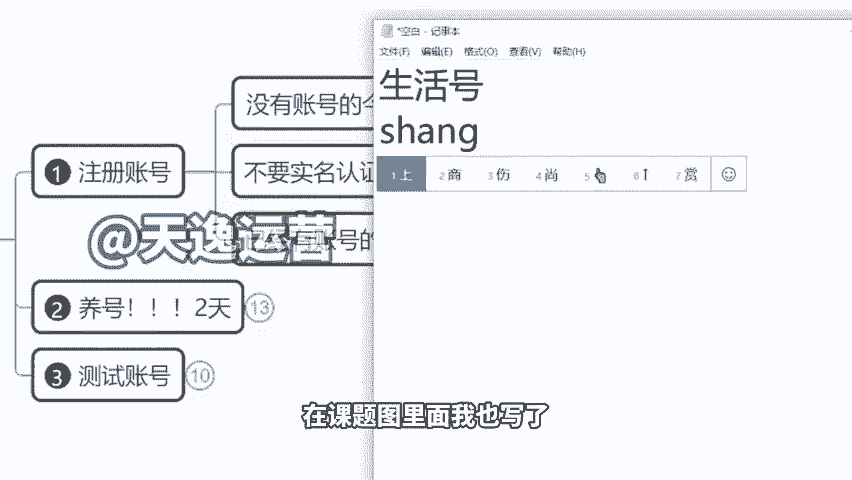 *空白 - 记事本
文件(F) 编辑(E) 格式(O) 查看(V) 帮助(H)
生活号
shang
1 上 2 商 3 伤 4 尚 5 👆 6 ↑ 7 赏 ☺
没有账号的
1 注册账号
不要实名认证
@天逸运营
有账号的
2 养号！！！2天 13
3 测试账号 10
在课题图里面我也写了